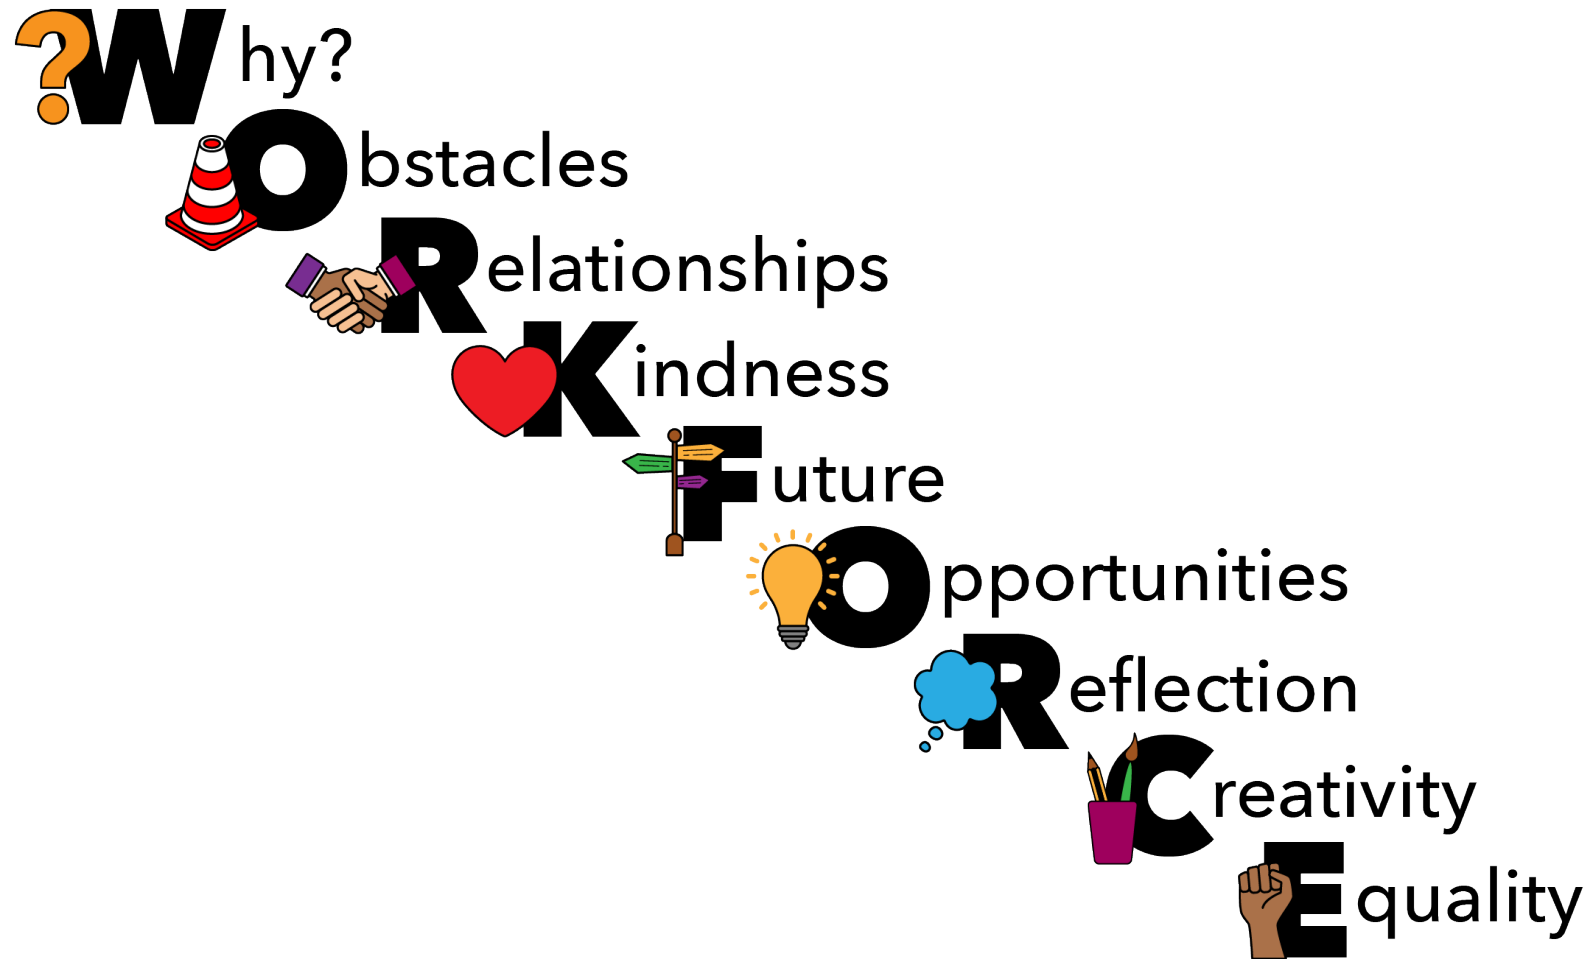 Why?
Obstacles
Relationships
Kindness
Future
Opportunities
Reflection
Creativity
Equality